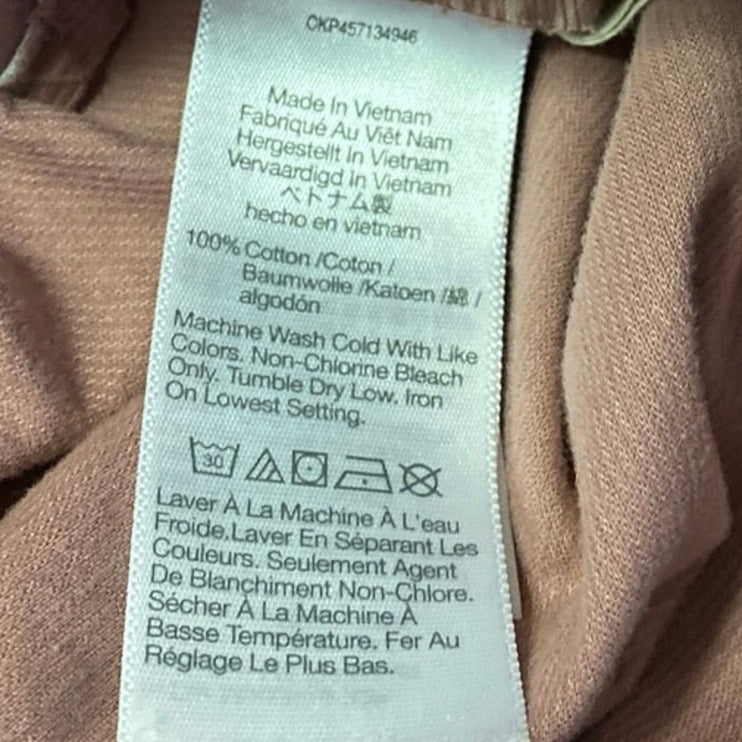 CKP457134946
Made In Vietnam
Fabriqué Au Viêt Nam
Hergestellt In Vietnam
Vervaardigd In Vietnam
ベトナム製
hecho en vietnam
100% Cotton /Coton /
Baumwolle /Katoen /綿 /
algodón
Machine Wash Cold With Like
Colors. Non-Chlorine Bleach
Only. Tumble Dry Low. Iron
On Lowest Setting.
30
Laver À La Machine À L'eau
Froide.Laver En Séparant Les
Couleurs. Seulement Agent
De Blanchiment Non-Chlore.
Sécher À La Machine À
Basse Température. Fer Au
Réglage Le Plus Bas.